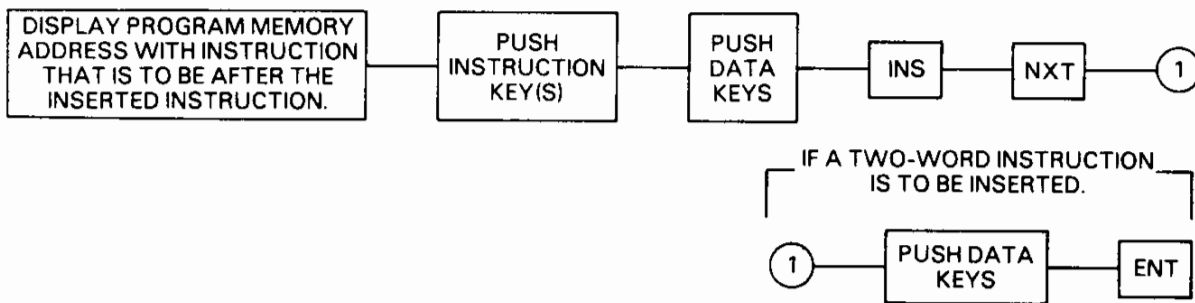 DISPLAY PROGRAM MEMORY
ADDRESS WITH INSTRUCTION
THAT IS TO BE AFTER THE
INSERTED INSTRUCTION.
PUSH
INSTRUCTION
KEY(S)
PUSH
DATA
KEYS
INS
NXT
1
IF A TWO-WORD INSTRUCTION
IS TO BE INSERTED.
1
PUSH DATA
KEYS
ENT